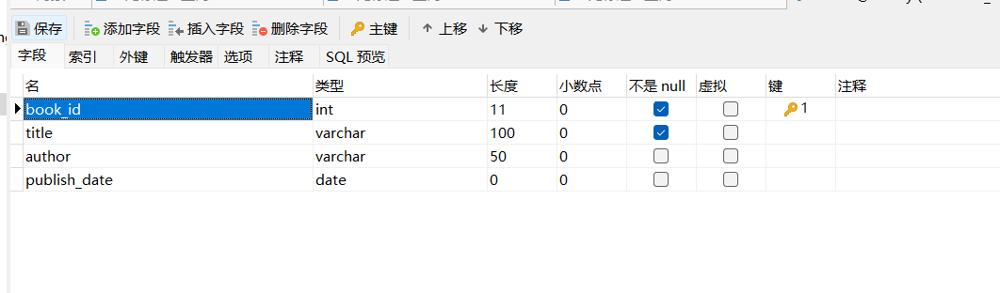 保存 添加字段 插入字段 删除字段 主键 上移 下移
字段 索引 外键 触发器 选项 注释 SQL 预览
名 类型 长度 小数点 不是 null 虚拟 键 注释
book_id int 11 0 1
title varchar 100 0
author varchar 50 0
publish_date date 0 0